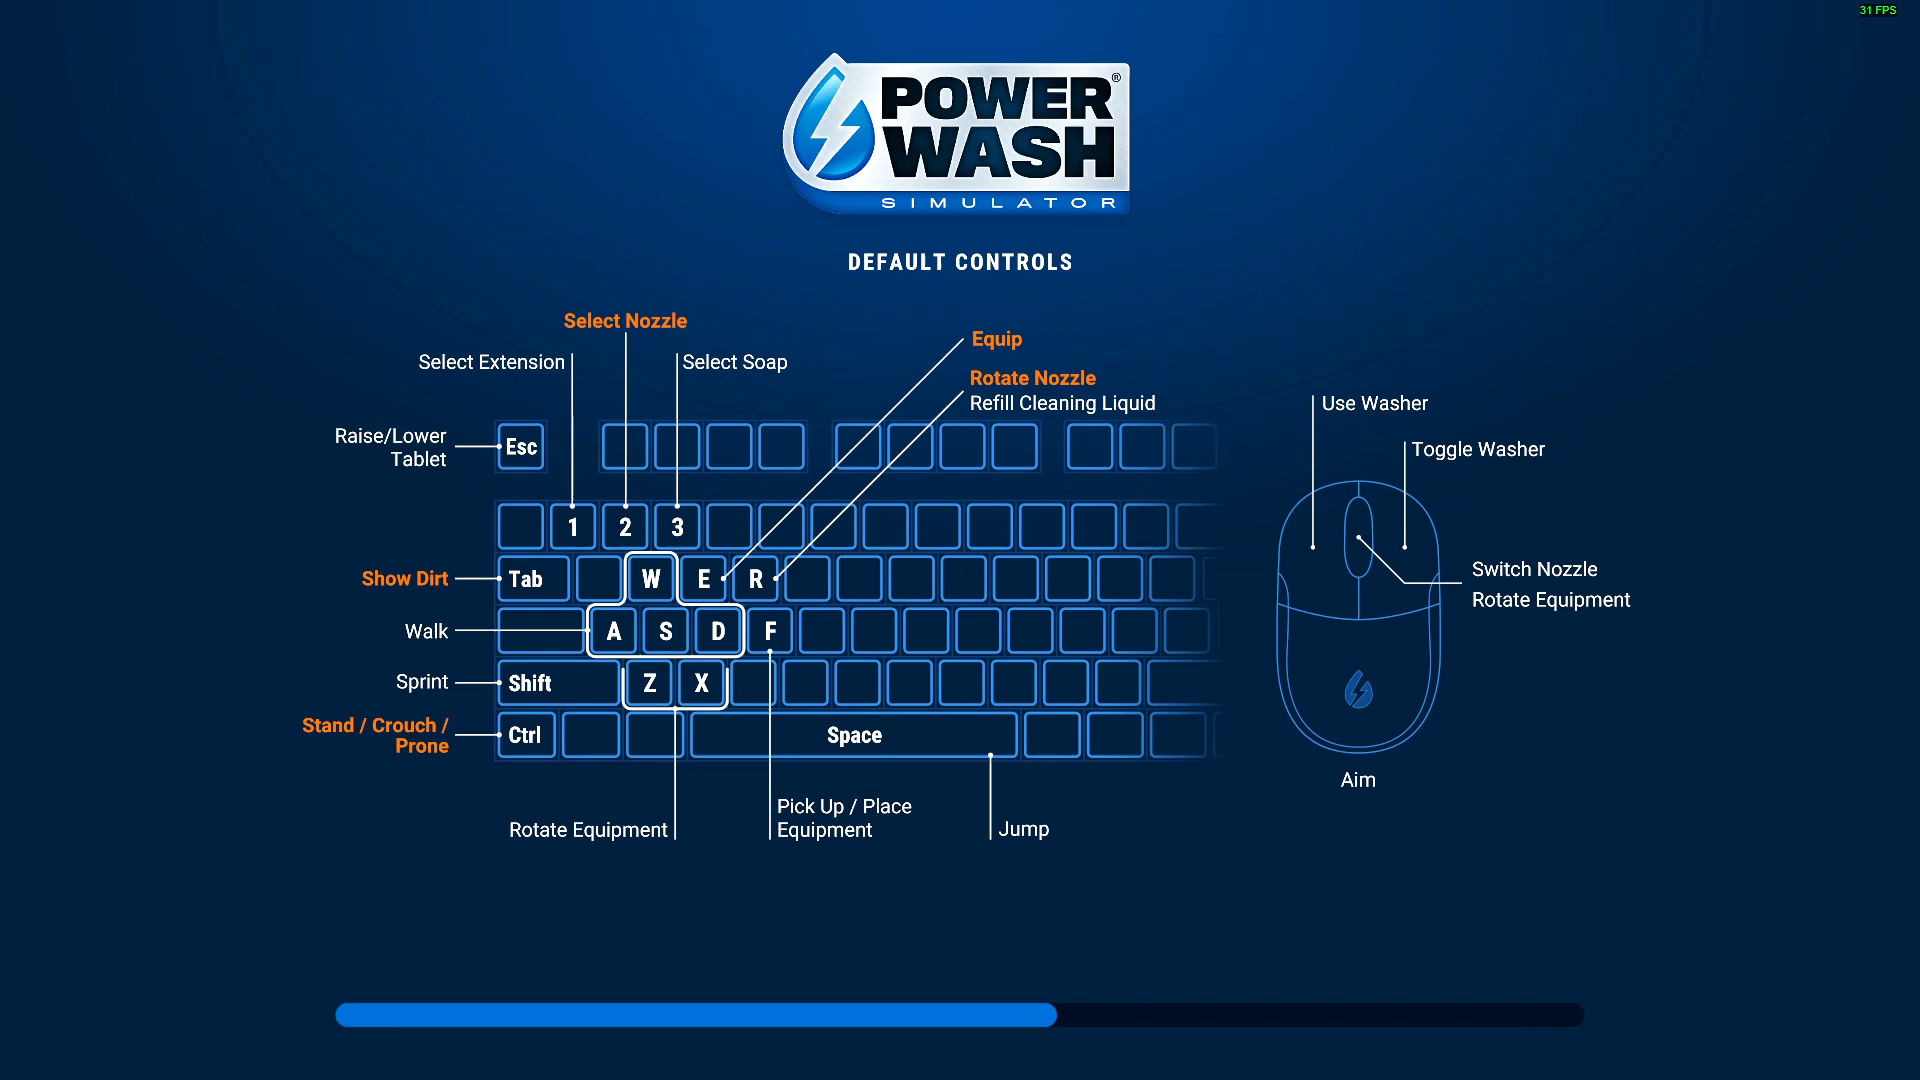 31 FPS
POWER®
WASH
SIMULATOR
DEFAULT CONTROLS
Select Nozzle
Select Extension
Select Soap
Equip
Rotate Nozzle
Refill Cleaning Liquid
Use Washer
Toggle Washer
Raise/Lower
Tablet
Esc
1 2 3
Show Dirt
Tab W E R
Switch Nozzle
Rotate Equipment
Walk
A S D F
Sprint
Shift Z X
Stand / Crouch /
Prone
Ctrl Space
Aim
Rotate Equipment
Pick Up / Place
Equipment
Jump